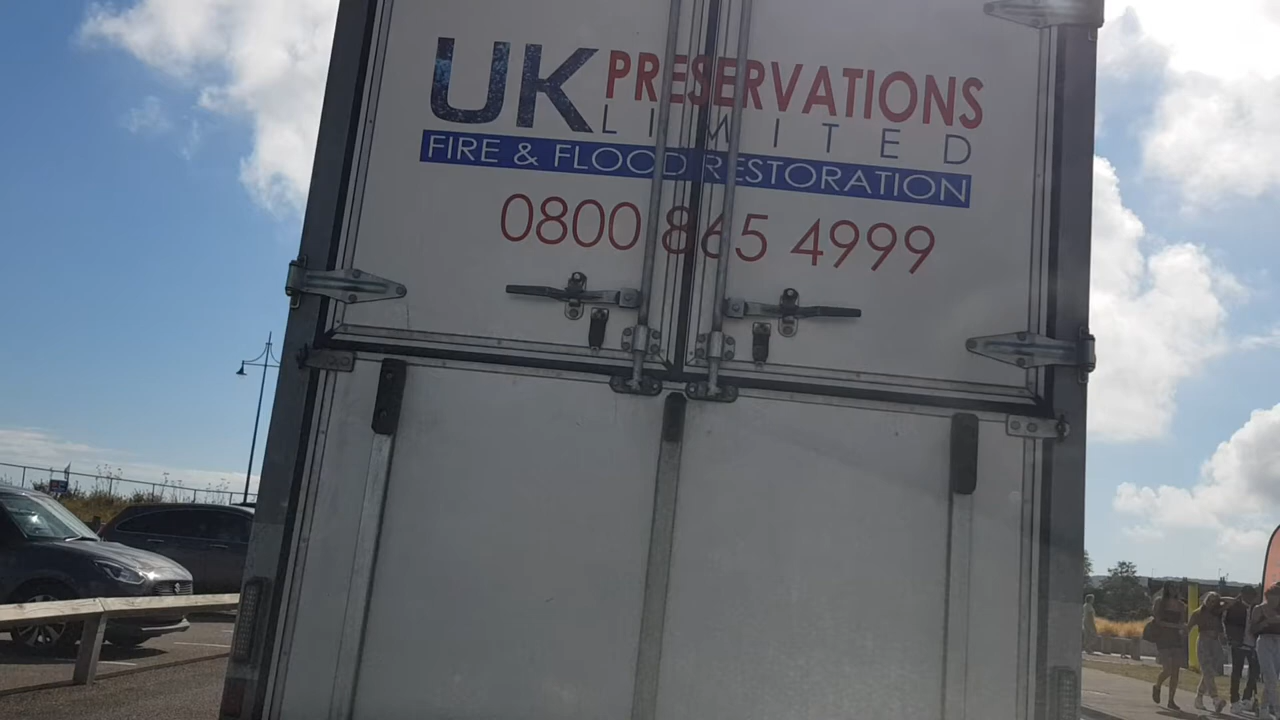 UK PRESERVATIONS
LIMITED
FIRE & FLOOD RESTORATION
0800 865 4999